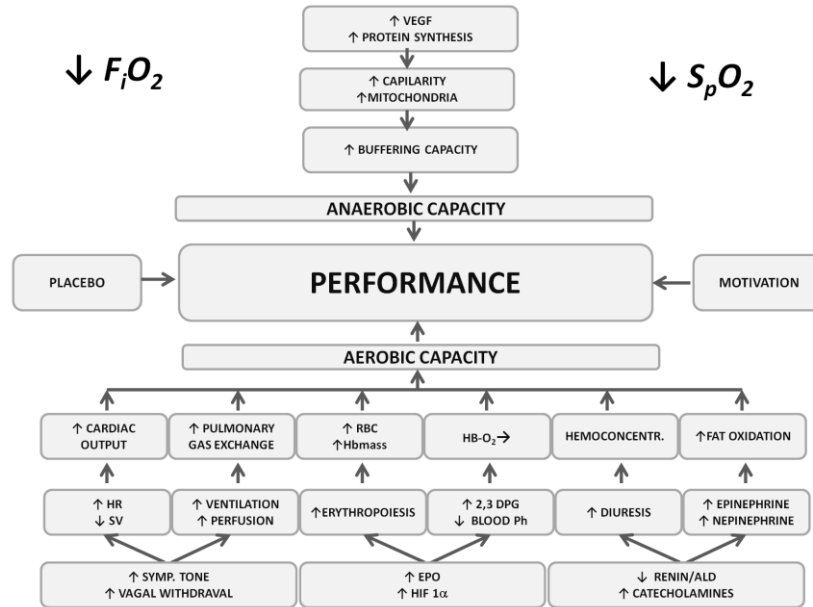 ↑ VEGF
↑ PROTEIN SYNTHESIS
↓ FiO2
↓ SpO2
↑ CAPILARITY
↑MITOCHONDRIA
↑ BUFFERING CAPACITY
ANAEROBIC CAPACITY
PLACEBO
PERFORMANCE
MOTIVATION
AEROBIC CAPACITY
↑ CARDIAC
OUTPUT
↑ PULMONARY
GAS EXCHANGE
↑ RBC
↑Hbmass
HB-O2→
HEMOCONCENTR.
↑FAT OXIDATION
↑ HR
↓ SV
↑ VENTILATION
↑ PERFUSION
↑ERYTHROPOIESIS
↑ 2,3 DPG
↓ BLOOD Ph
↑ DIURESIS
↑ EPINEPHRINE
↑ NEPINEPHRINE
↑ SYMP. TONE
↑ VAGAL WITHDRAVAL
↑ EPO
↑ HIF 1α
↓ RENIN/ALD
↑ CATECHOLAMINES